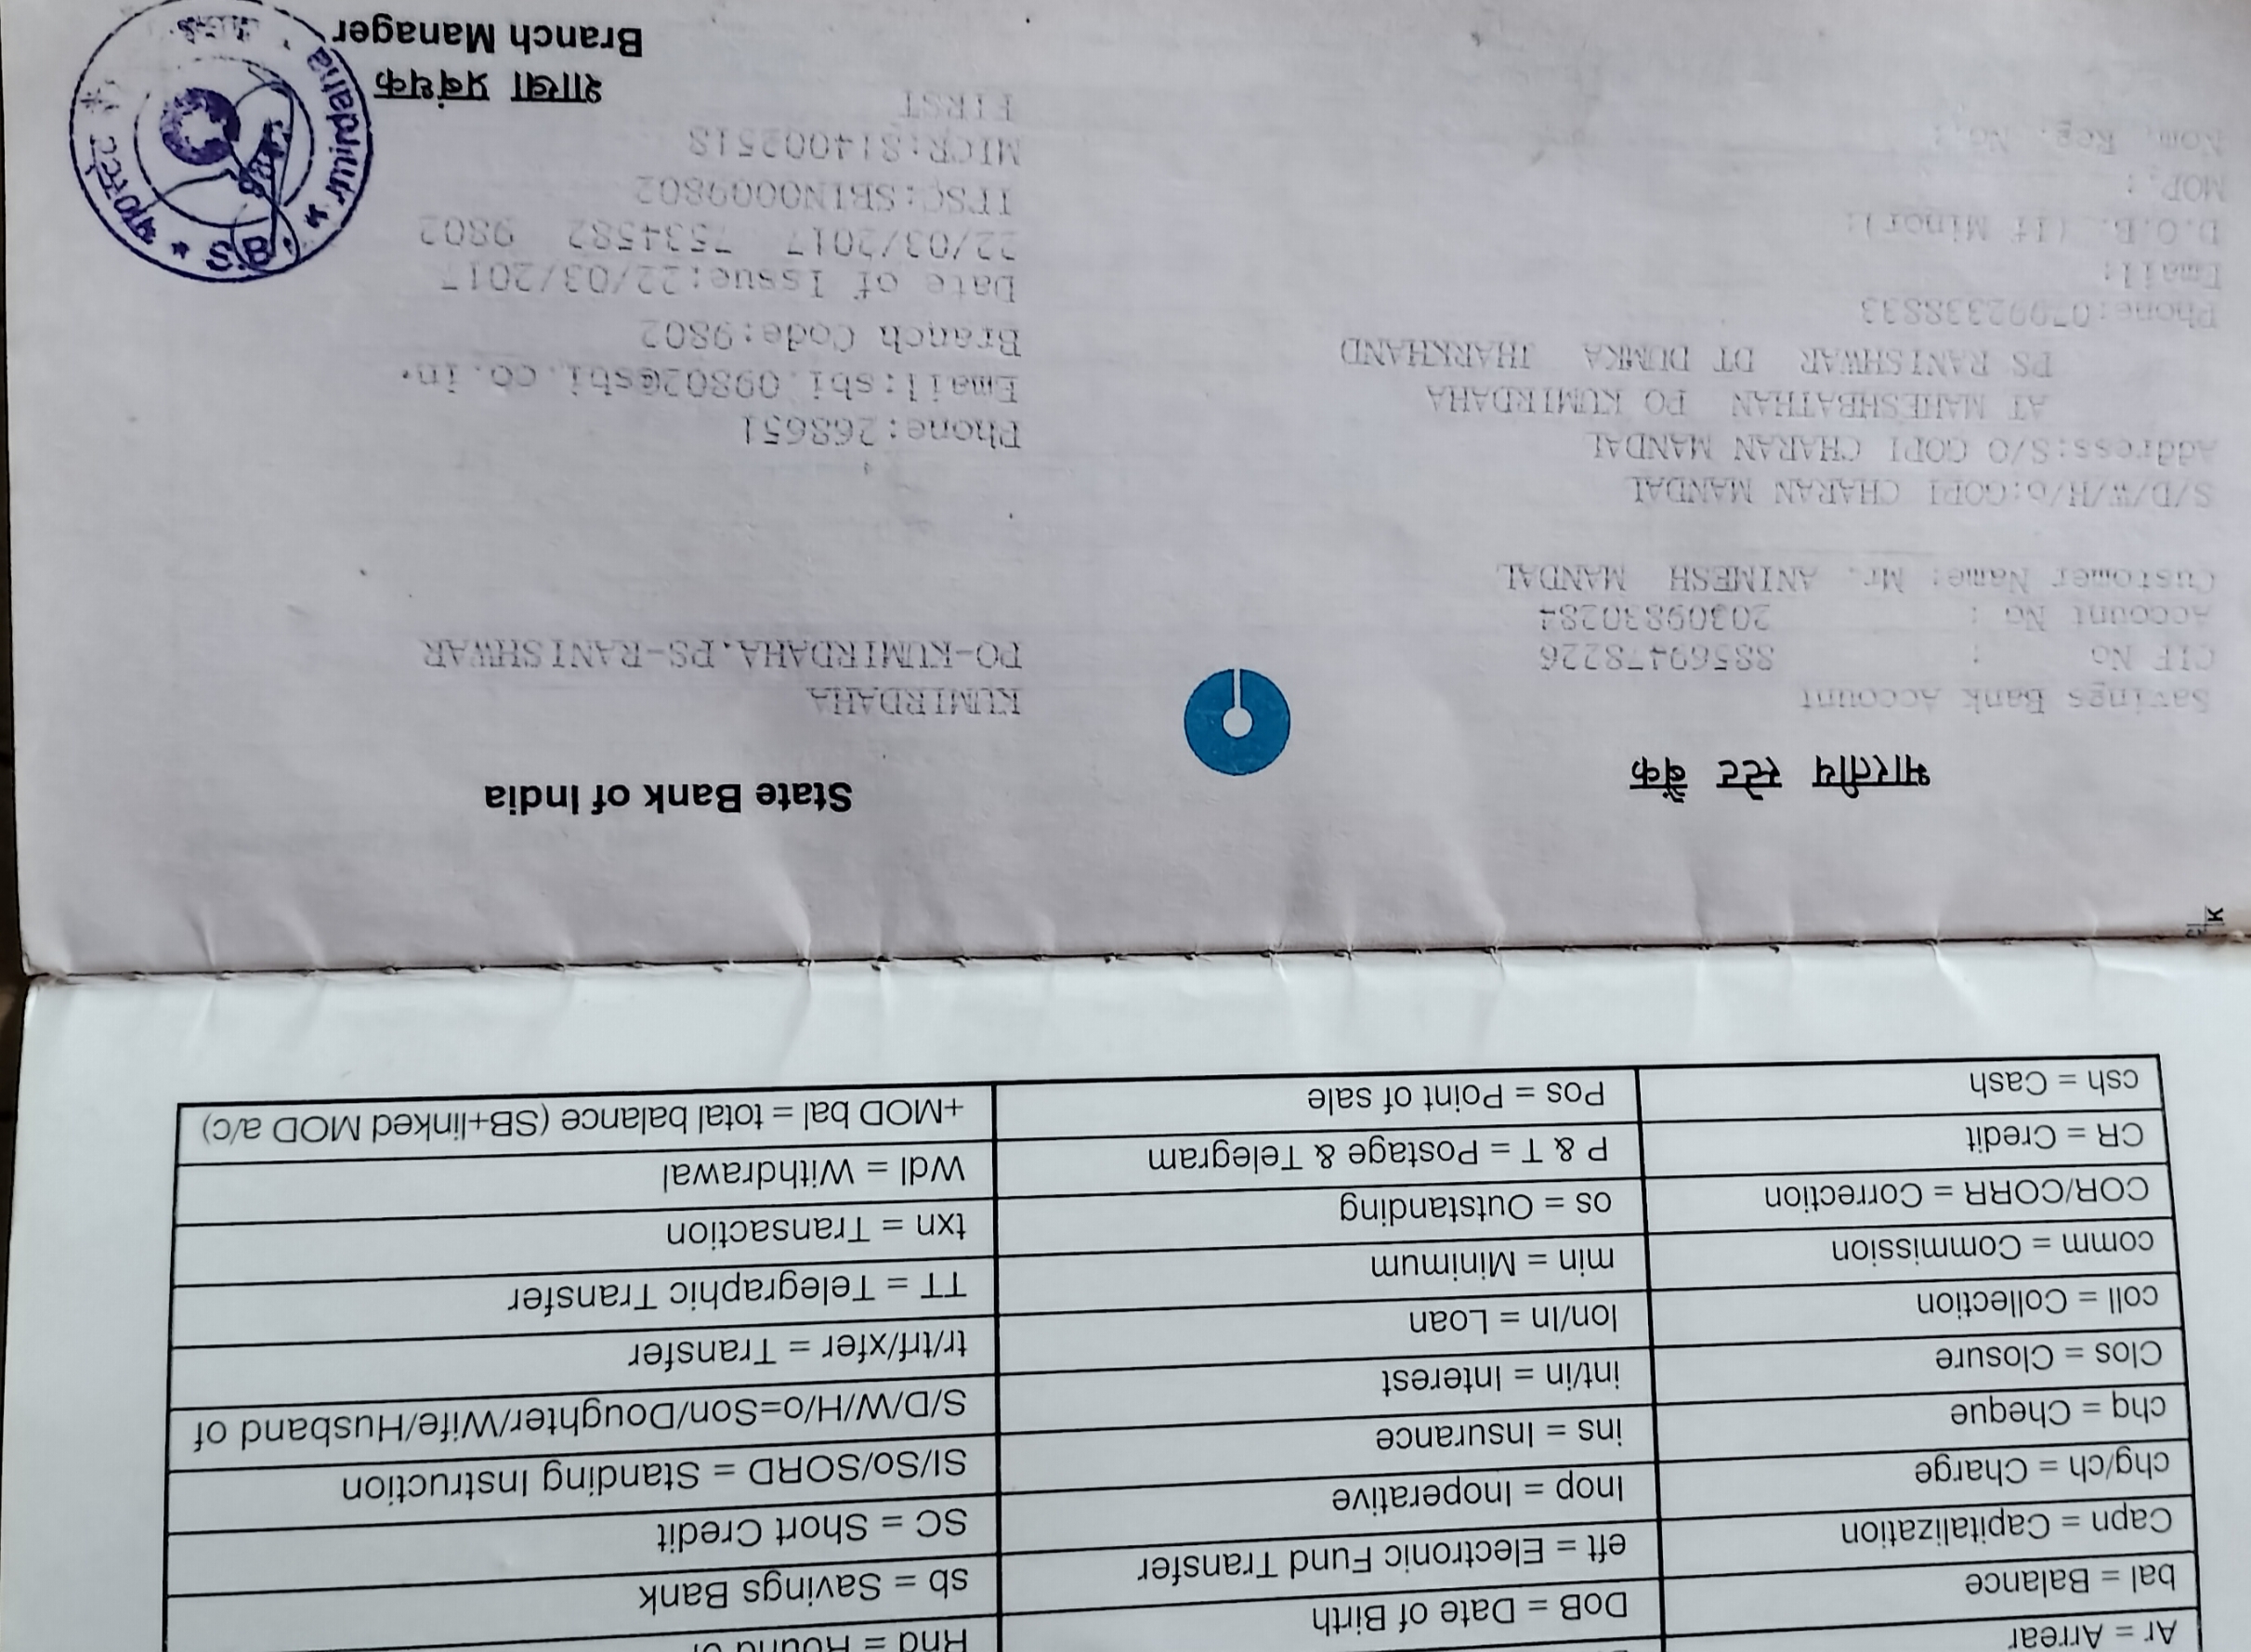 Ar = Arrear
bal = Balance DoB = Date of Birth Rnd = Round
Capn = Capitalization eft = Electronic Fund Transfer sb = Savings Bank
chg/ch = Charge Inop = Inoperative SC = Short Credit
chq = Cheque ins = Insurance SI/So/SORD = Standing Instruction
Clos = Closure int/in = Interest S/D/W/H/o=Son/Doughter/Wife/Husband of
coll = Collection lon/ln = Loan tr/trf/xfer = Transfer
comm = Commission min = Minimum TT = Telegraphic Transfer
COR/CORR = Correction os = Outstanding txn = Transaction
CR = Credit P & T = Postage & Telegram Wdl = Withdrawal
csh = Cash Pos = Point of sale +MOD bal = total balance (SB+linked MOD a/c)
भारतीय स्टेट बैंक
State Bank of India
Savings Bank Account
CIF No : 88569478226
Account No : 20309830284
Customer Name: Mr. ANIMESH MANDAL
S/D/W/H/o:GOPI CHARAN MANDAL
Address:S/O GOPI CHARAN MANDAL
AT MAHESHBATHAN PO KUMIRDAHA
PS RANISHWAR DT DUMKA JHARKHAND
Phone:07099233883
Email:
D.O.B. (If Minor):
MOP. :
Nom. Reg. No.:
KUMIRDAHA
PO-KUMIRDAHA.PS-RANISHWAR
Phone:268651
Email:sbi.09802@sbi.co.in.
Branch Code:9802
Date of Issue:22/03/2017
22/03/2017 7534582 9802
IFSC:SBIN0009802
MICR:814002518
FIRST
शाखा प्रबंधक
Branch Manager
S.B.